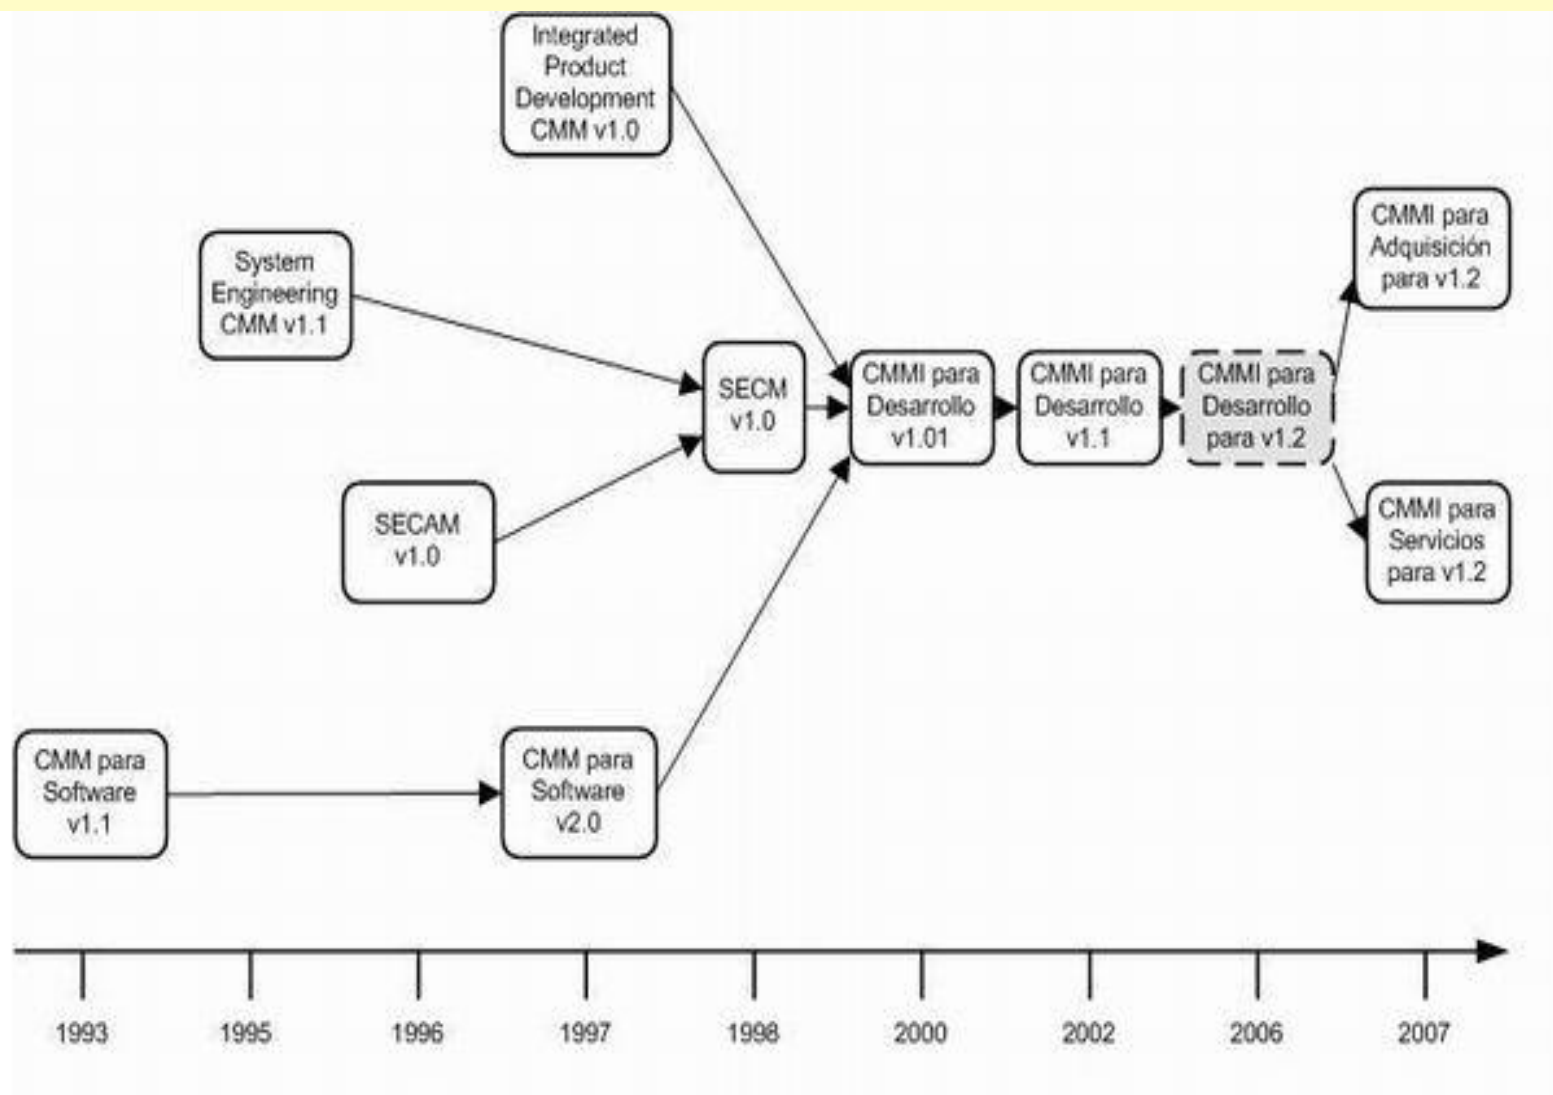 Integrated
Product
Development
CMM v1.0
System
Engineering
CMM v1.1
SECAM
v1.0
CMM para
Software
v1.1
CMM para
Software
v2.0
SECM
v1.0
CMMI para
Desarrollo
v1.01
CMMI para
Desarrollo
v1.1
CMMI para
Desarrollo
para v1.2
CMMI para
Adquisición
para v1.2
CMMI para
Servicios
para v1.2
1993
1995
1996
1997
1998
2000
2002
2006
2007